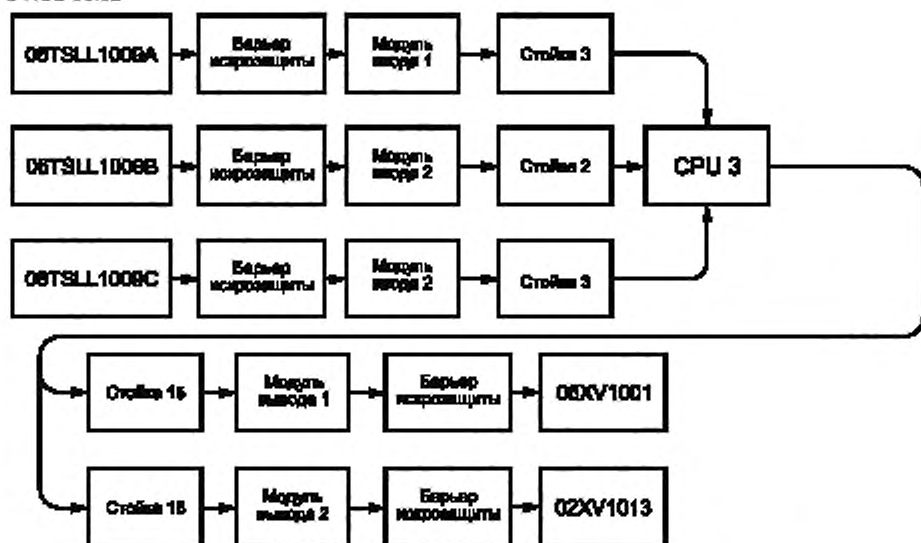 06TSLL1009A
Барьер
искрозащиты
Модуль
ввода 1
Стойка 3
06TSLL1009B
Барьер
искрозащиты
Модуль
ввода 2
Стойка 2
CPU 3
06TSLL1009C
Барьер
искрозащиты
Модуль
ввода 2
Стойка 3
Стойка 15
Модуль
вывода 1
Барьер
искрозащиты
06XV1001
Стойка 15
Модуль
вывода 2
Барьер
искрозащиты
02XV1013